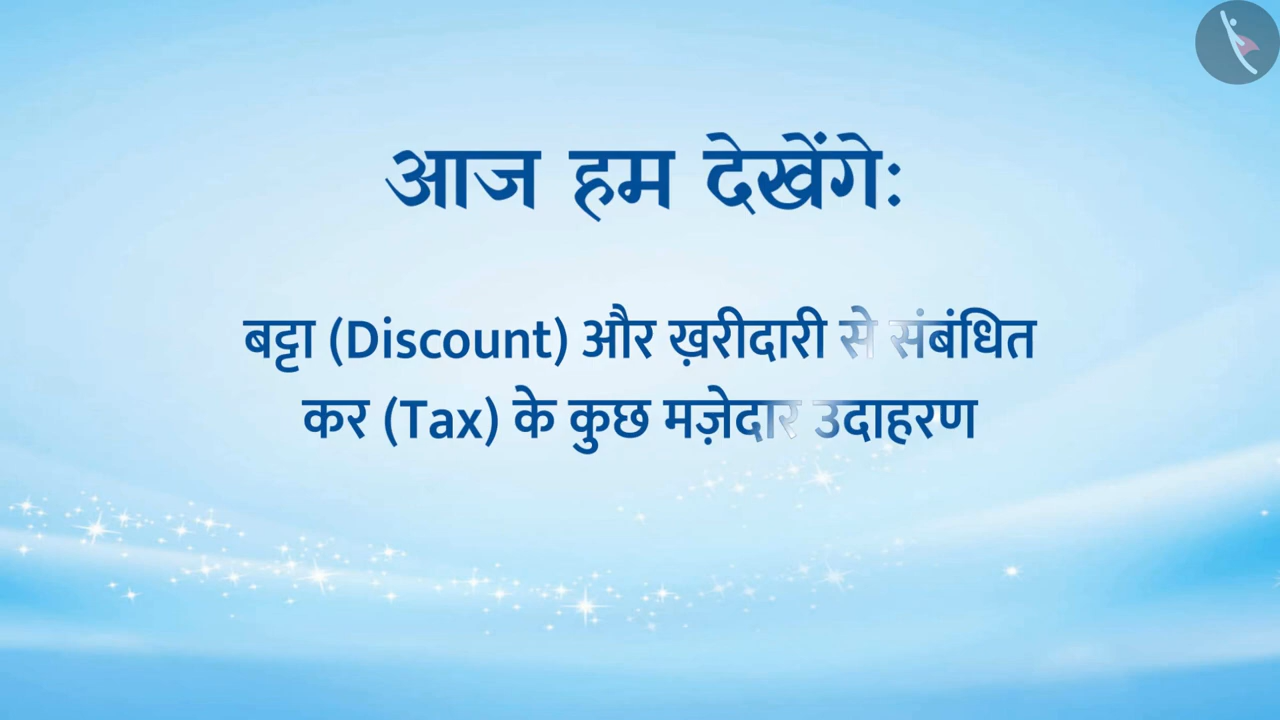 आज हम देखेंगे:
बट्टा (Discount) और ख़रीदारी से संबंधित
कर (Tax) के कुछ मज़ेदार उदाहरण